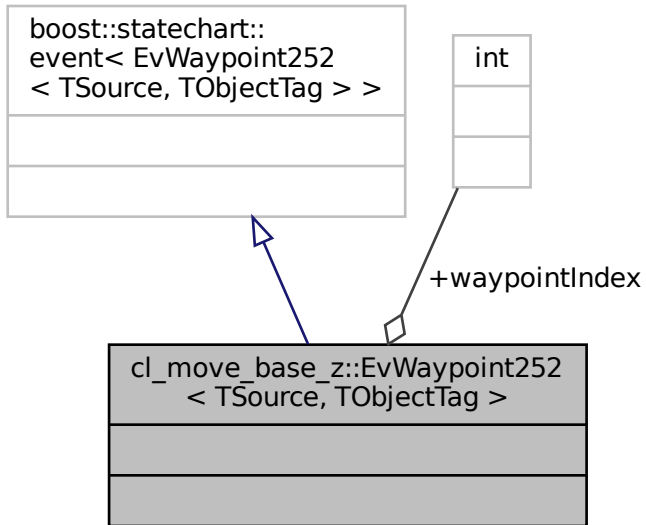 boost::statechart::
event< EvWaypoint252
< TSource, TObjectTag > >
int
+waypointIndex
cl_move_base_z::EvWaypoint252
< TSource, TObjectTag >